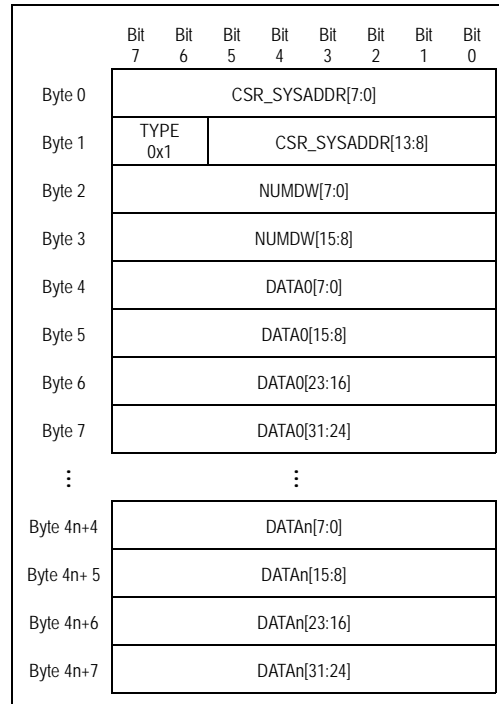 Bit Bit Bit Bit Bit Bit Bit Bit
7 6 5 4 3 2 1 0
Byte 0 CSR_SYSADDR[7:0]
Byte 1 TYPE 0x1 CSR_SYSADDR[13:8]
Byte 2 NUMDW[7:0]
Byte 3 NUMDW[15:8]
Byte 4 DATA0[7:0]
Byte 5 DATA0[15:8]
Byte 6 DATA0[23:16]
Byte 7 DATA0[31:24]
⋮ ⋮
Byte 4n+4 DATAn[7:0]
Byte 4n+ 5 DATAn[15:8]
Byte 4n+6 DATAn[23:16]
Byte 4n+7 DATAn[31:24]